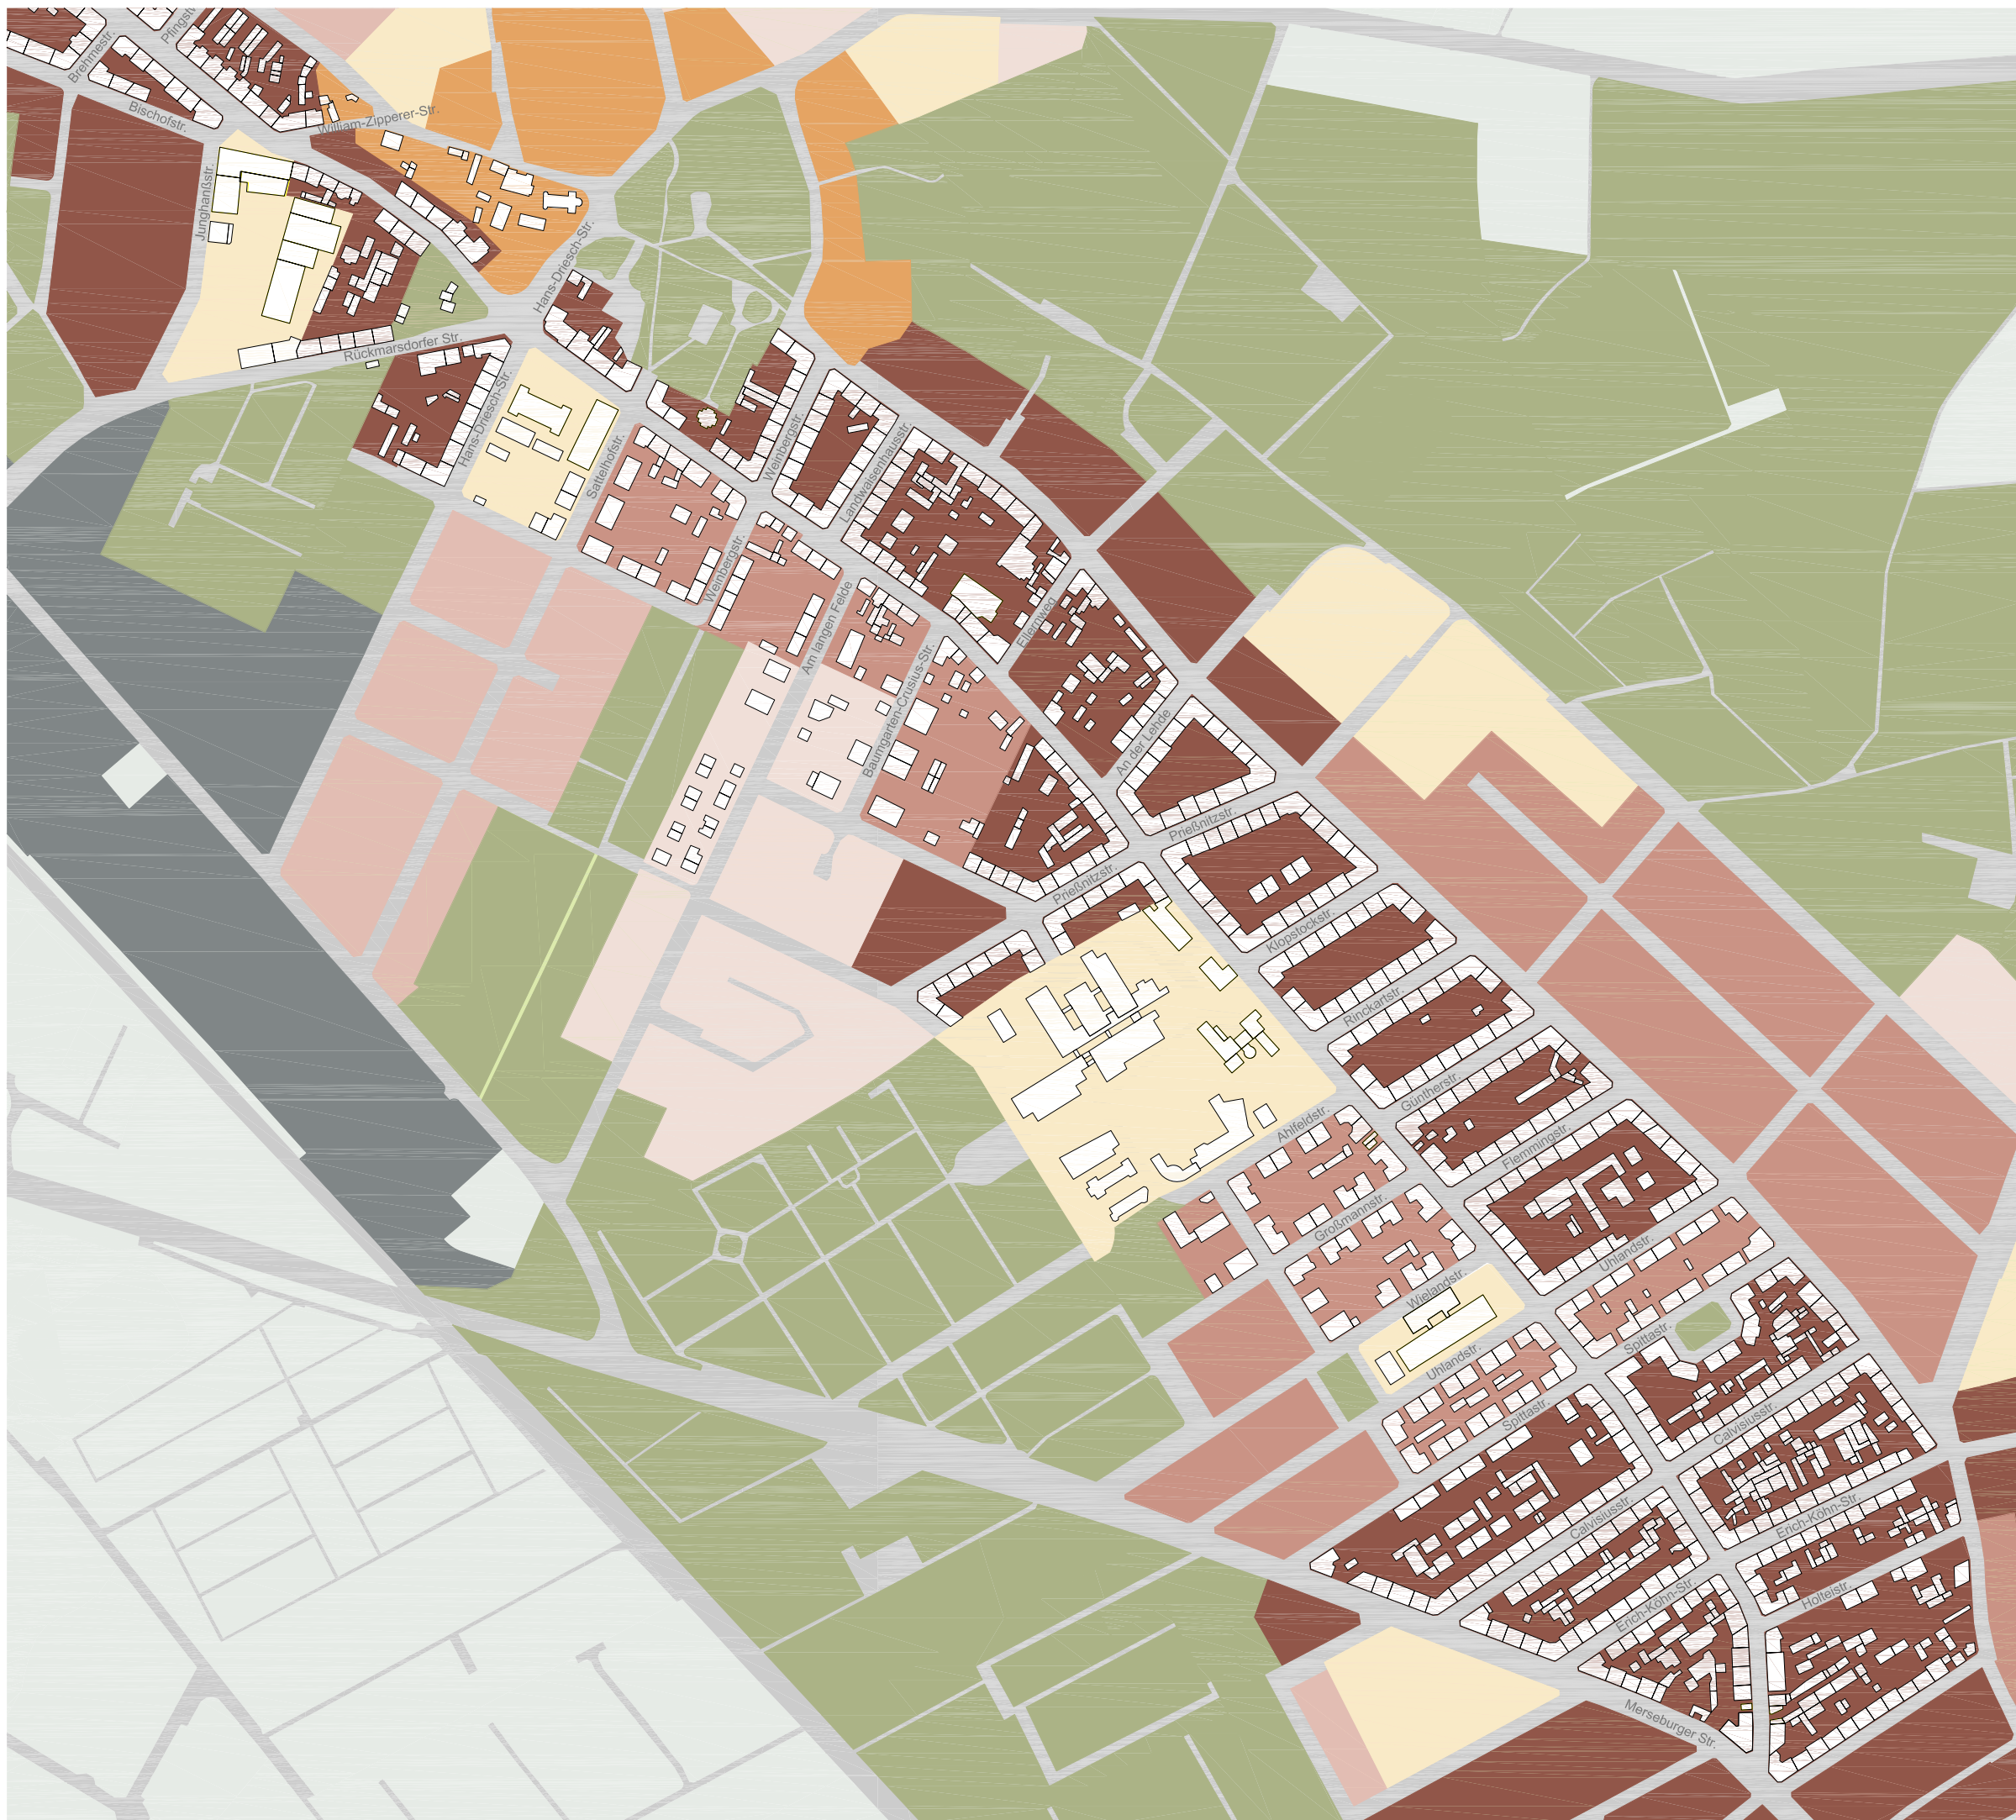 Brehmestr.
Bischofstr.
William-Zipperer-Str.
Junghanßstr.
Hans-Driesch-Str.
Rückmarsdorfer Str.
Hans-Driesch-Str.
Sattelhofstr.
Weinbergstr.
Landwaisenhausstr.
Weinbergstr.
Am langen Felde
Ellernweg
Baumgarten-Crusius-Str.
An der Lehde
Prießnitzstr.
Prießnitzstr.
Klopstockstr.
Rinckartstr.
Güntherstr.
Ahlfeldstr.
Flemmingstr.
Großmannstr.
Uhlandstr.
Wielandstr.
Spittastr.
Uhlandstr.
Spittastr.
Calvisiusstr.
Calvisiusstr.
Erich-Köhn-Str.
Erich-Köhn-Str.
Holteistr.
Merseburger Str.